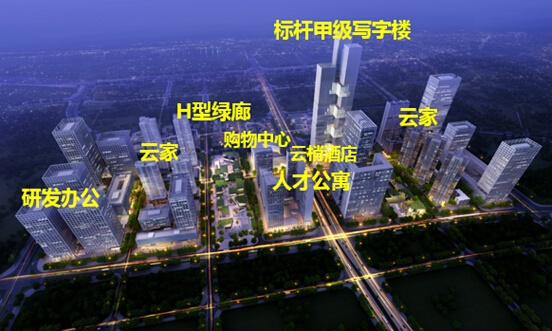 标杆甲级写字楼
H型绿廊
云家
购物中心
云梢酒店
云家
人才公寓
研发办公